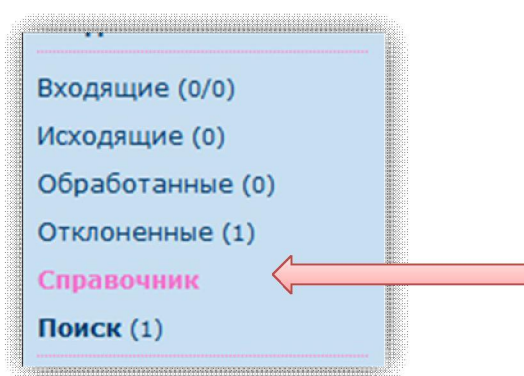 Входящие (0/0)
Исходящие (0)
Обработанные (0)
Отклоненные (1)
Справочник
Поиск (1)